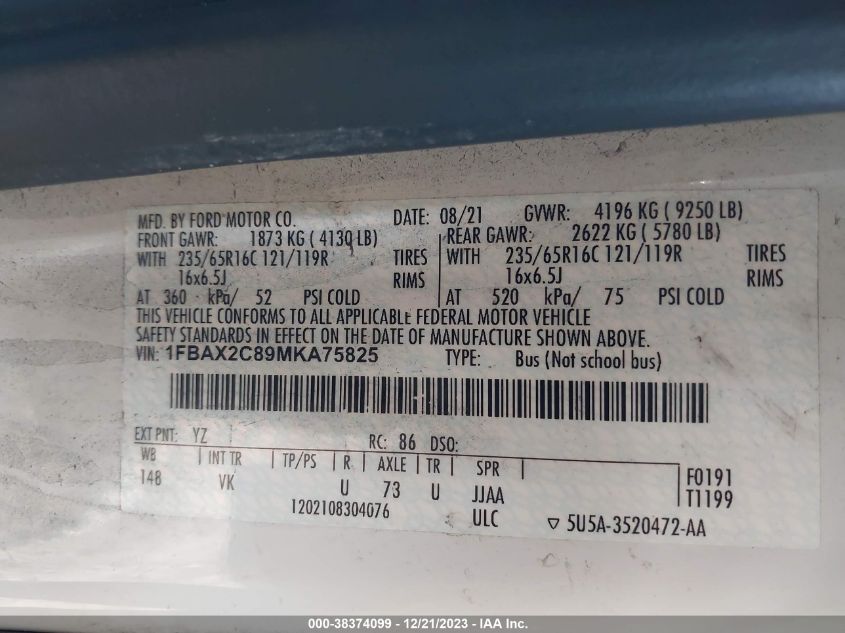 MFD. BY FORD MOTOR CO. DATE: 08/21 GVWR: 4196 KG ( 9250 LB)
FRONT GAWR: 1873 KG ( 4130 LB) REAR GAWR: 2622 KG ( 5780 LB)
WITH 235/65R16C 121/119R TIRES WITH 235/65R16C 121/119R TIRES
16x6.5J RIMS 16x6.5J RIMS
AT 360 kPa/ 52 PSI COLD AT 520 kPa/ 75 PSI COLD
THIS VEHICLE CONFORMS TO ALL APPLICABLE FEDERAL MOTOR VEHICLE
SAFETY STANDARDS IN EFFECT ON THE DATE OF MANUFACTURE SHOWN ABOVE.
VIN: 1FBAX2C89MKA75825 TYPE: Bus (Not school bus)
EXT PNT: YZ RC: 86 DSO:
WB INT TR TP/PS R AXLE TR SPR
148 VK U 73 U JJAA F0191
1202108304076 ULC T1199
5U5A-3520472-AA
000-38374099 - 12/21/2023 - IAA Inc.